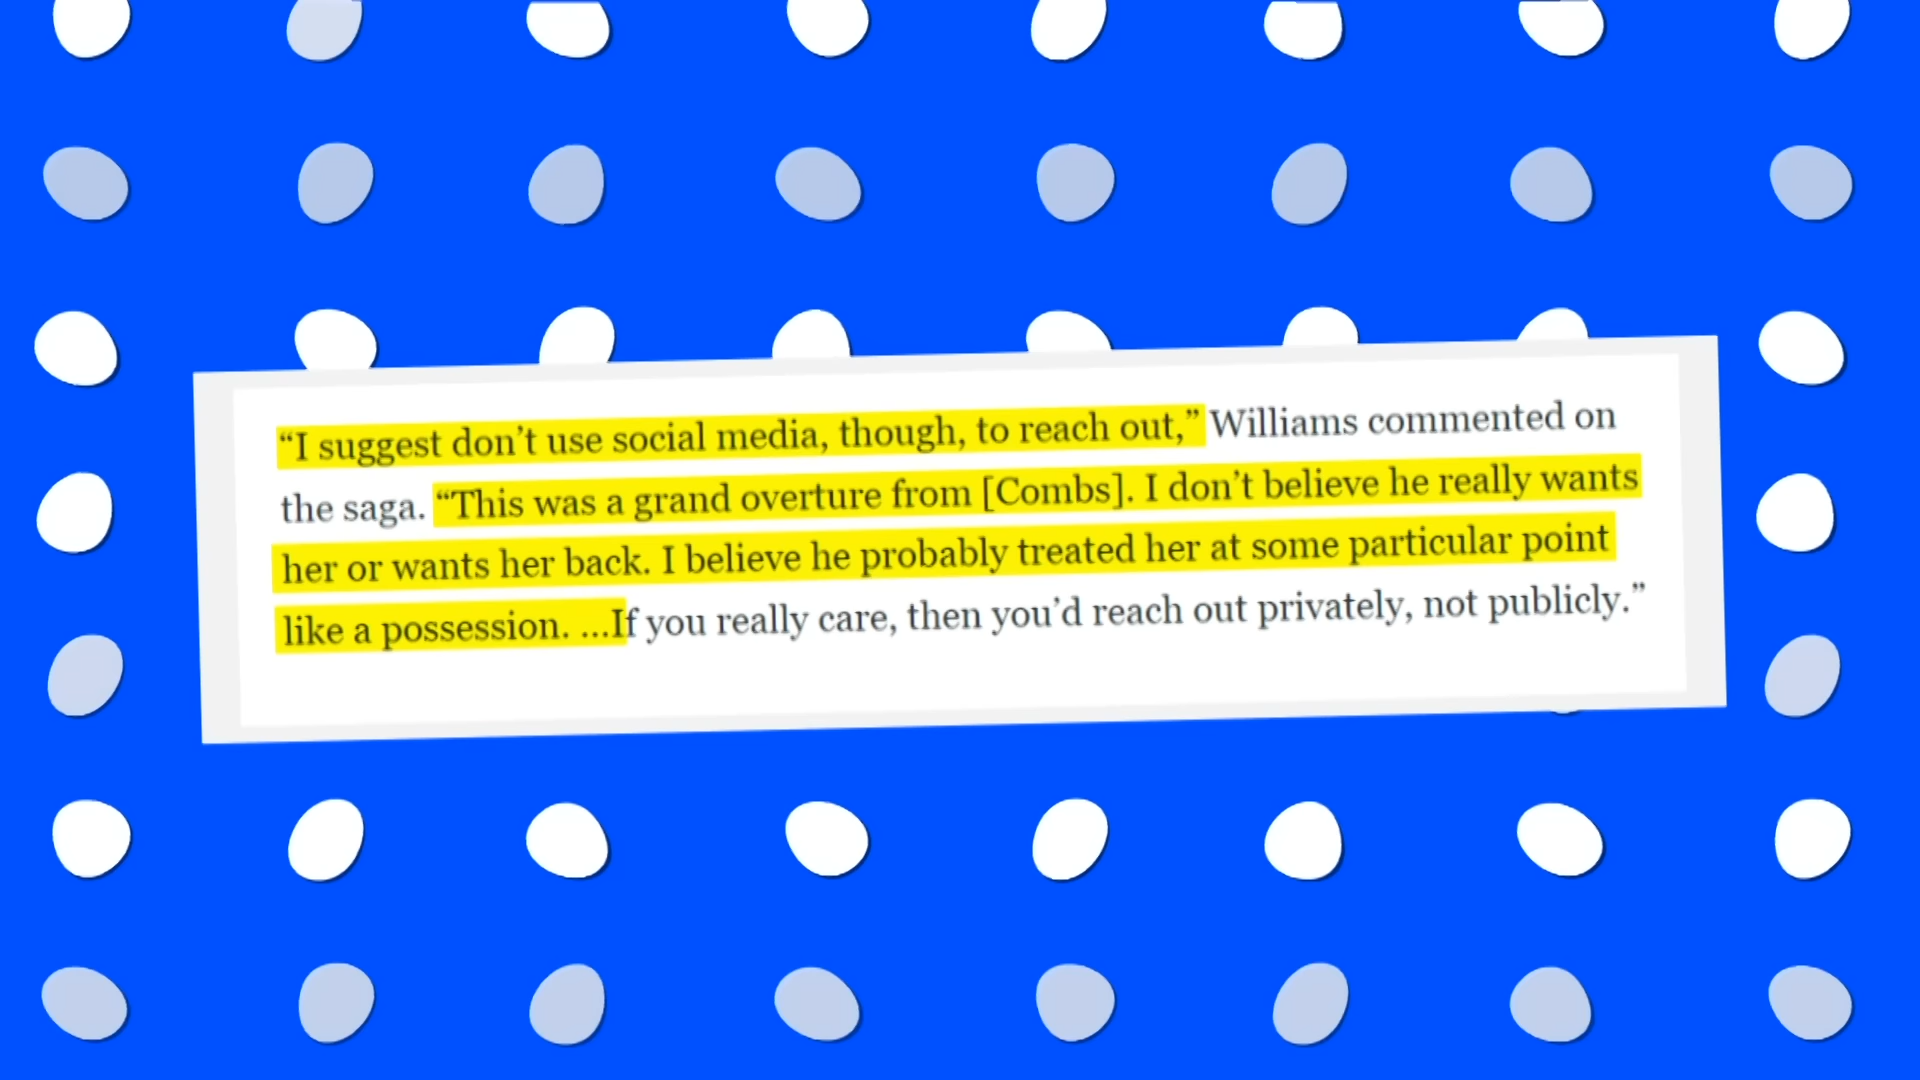 “I suggest don’t use social media, though, to reach out,” Williams commented on
the saga. “This was a grand overture from [Combs]. I don’t believe he really wants
her or wants her back. I believe he probably treated her at some particular point
like a possession. ...If you really care, then you’d reach out privately, not publicly.”